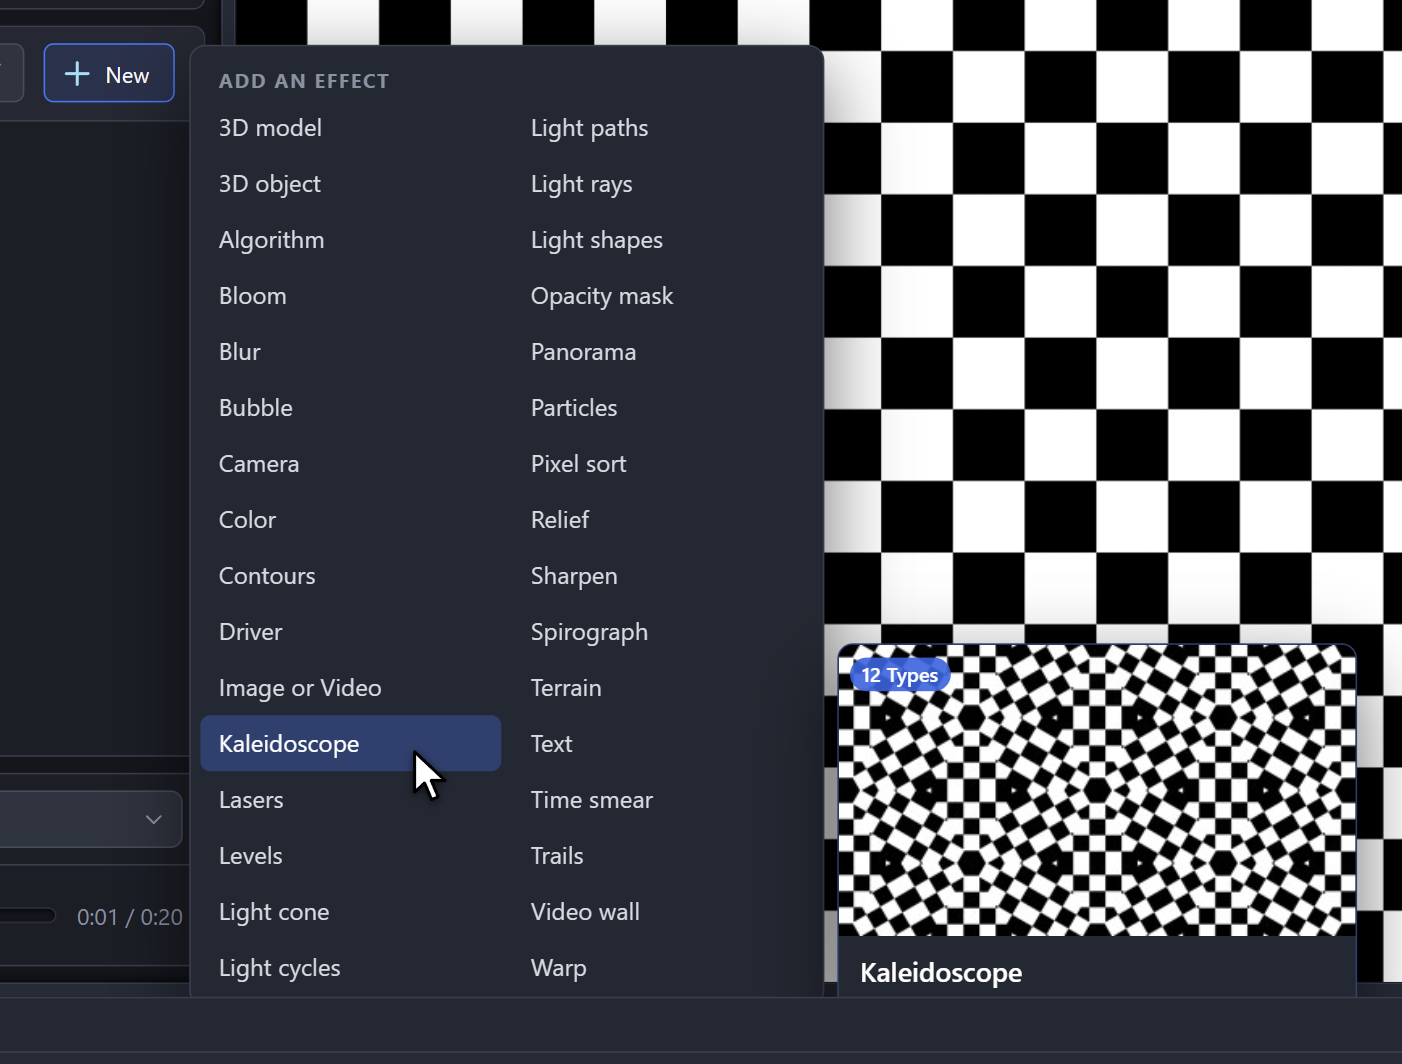 New
ADD AN EFFECT
3D model
3D object
Algorithm
Bloom
Blur
Bubble
Camera
Color
Contours
Driver
Image or Video
Kaleidoscope
Lasers
Levels
Light cone
Light cycles
Light paths
Light rays
Light shapes
Opacity mask
Panorama
Particles
Pixel sort
Relief
Sharpen
Spirograph
Terrain
Text
Time smear
Trails
Video wall
Warp
12 Types
Kaleidoscope
0:01 / 0:20